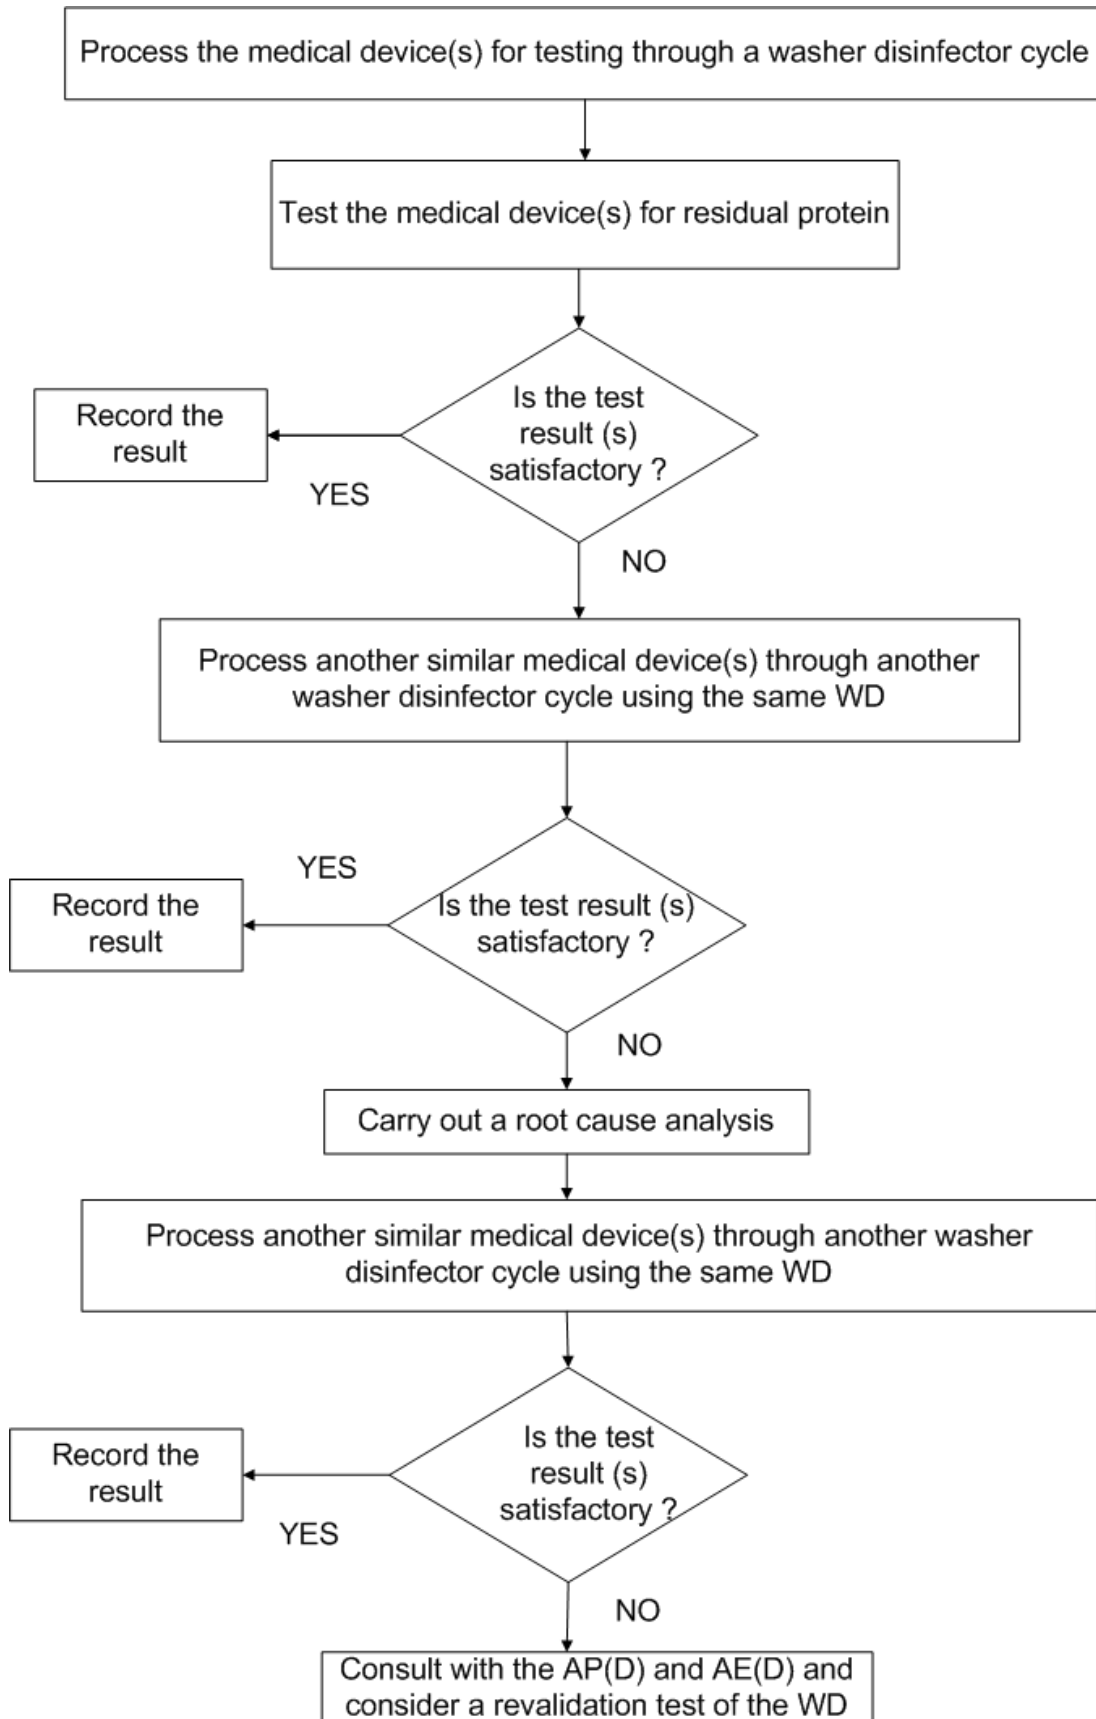 Process the medical device(s) for testing through a washer disinfector cycle
Test the medical device(s) for residual protein
Is the test
result (s)
satisfactory ?
Record the
result
YES
NO
Process another similar medical device(s) through another
washer disinfector cycle using the same WD
YES
Record the
result
Is the test result (s)
satisfactory ?
NO
Carry out a root cause analysis
Process another similar medical device(s) through another washer
disinfector cycle using the same WD
Is the test
result (s)
satisfactory ?
Record the
result
YES
NO
Consult with the AP(D) and AE(D) and
consider a revalidation test of the WD